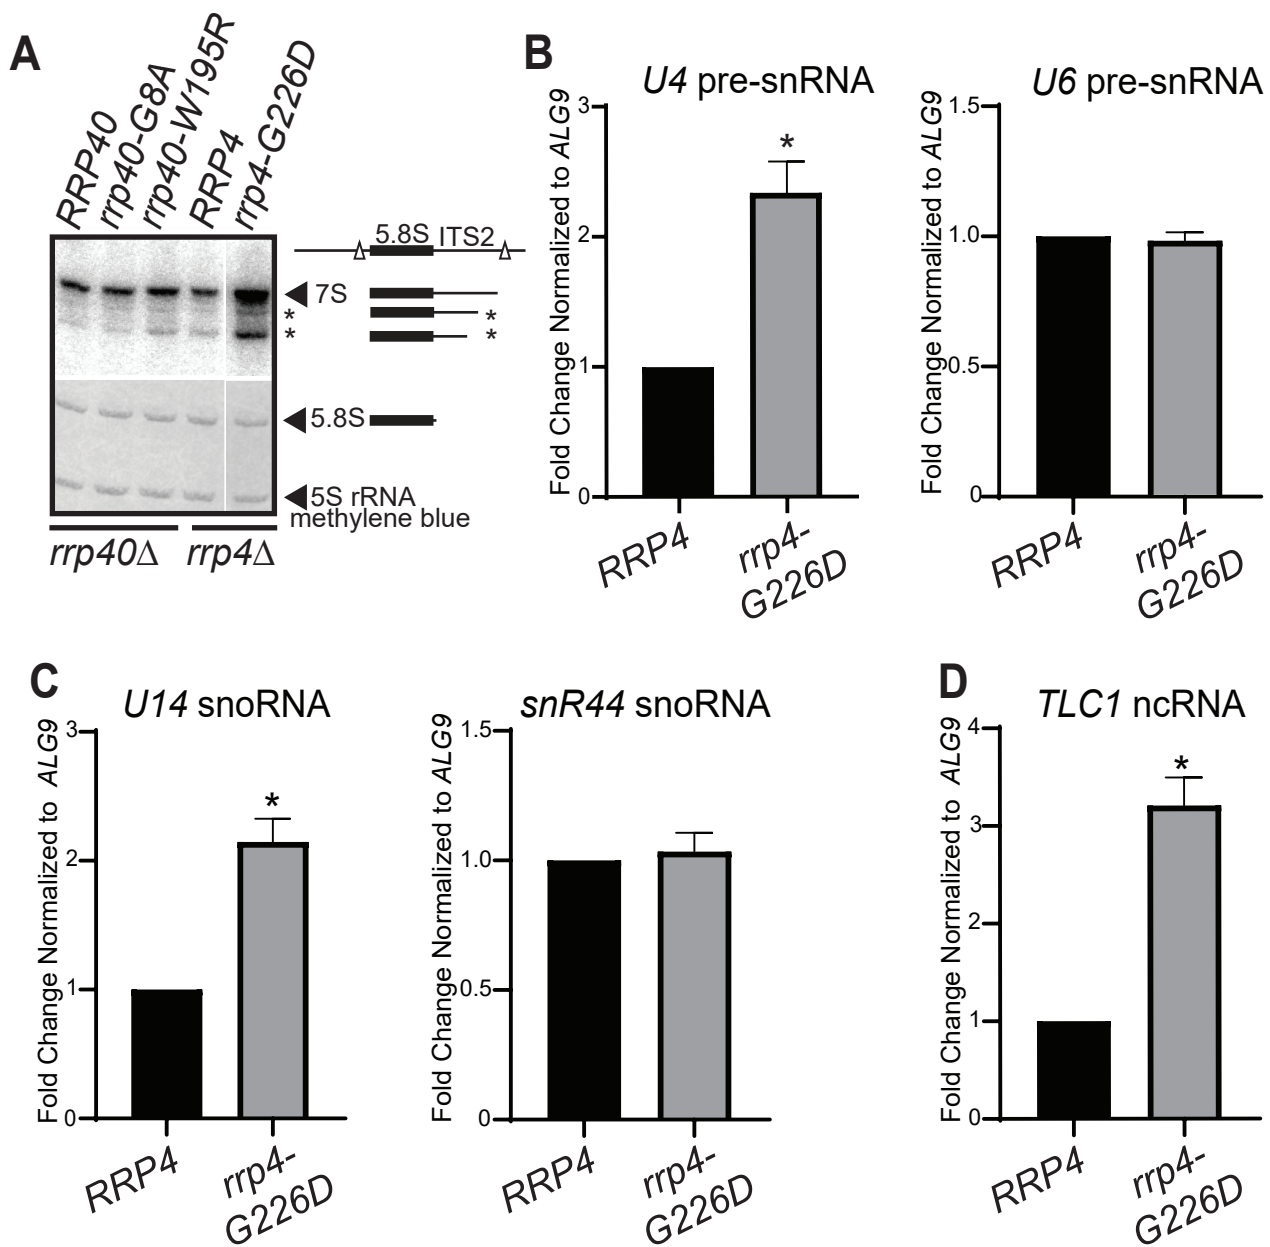 A
RRP40
rrp40-G8A
rrp40-W195R
RRP4
rrp4-G226D
5.8S
ITS2
7S
*
*
*
*
5.8S
5S rRNA
methylene blue
rrp40Δ
rrp4Δ
B
U4 pre-snRNA
Fold Change Normalized to ALG9
3
2
1
0
*
RRP4
rrp4-
G226D
U6 pre-snRNA
Fold Change Normalized to ALG9
1.5
1.0
0.5
0
RRP4
rrp4-
G226D
C
U14 snoRNA
Fold Change Normalized to ALG9
3
2
1
0
*
RRP4
rrp4-
G226D
snR44 snoRNA
Fold Change Normalized to ALG9
1.5
1.0
0.5
0
RRP4
rrp4-
G226D
D
TLC1 ncRNA
Fold Change Normalized to ALG9
4
3
2
1
0
*
RRP4
rrp4-
G226D